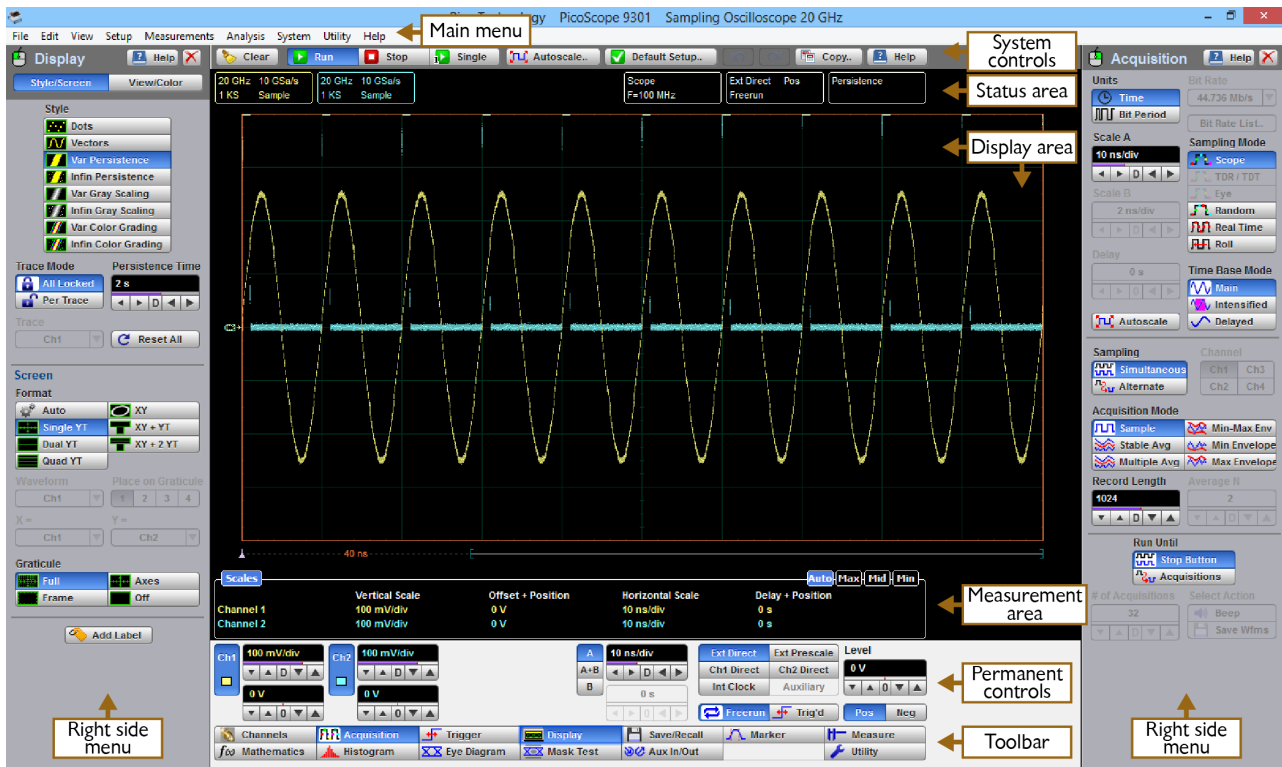 Pico Technology PicoScope 9301 Sampling Oscilloscope 20 GHz
File Edit View Setup Measurements Analysis System Utility Help
Main menu
Display
Help
Style/Screen
View/Color
Style
Dots
Vectors
Var Persistence
Infin Persistence
Var Gray Scaling
Infin Gray Scaling
Var Color Grading
Infin Color Grading
Trace Mode
Persistence Time
All Locked
2 s
Per Trace
D
Trace
Ch1
Reset All
Screen
Format
Auto
XY
Single YT
XY + YT
Dual YT
XY + 2 YT
Quad YT
Waveform
Place on Graticule
Ch1
1 2 3 4
X =
Y =
Ch1
Ch2
Graticule
Full
Axes
Frame
Off
Add Label
Right side menu
Clear
Run
Stop
Single
Autoscale..
Default Setup..
Copy..
Help
System controls
20 GHz 10 GSa/s
1 KS Sample
20 GHz 10 GSa/s
1 KS Sample
Scope
F=100 MHz
Ext Direct Pos
Freerun
Persistence
Status area
Display area
40 ns
Scales
Auto Max Mid Min
Vertical Scale Offset + Position Horizontal Scale Delay + Position
Channel 1 100 mV/div 0 V 10 ns/div 0 s
Channel 2 100 mV/div 0 V 10 ns/div 0 s
Measurement area
Ch1
100 mV/div
D
0 V
0
Ch2
100 mV/div
D
0 V
0
A
A+B
B
10 ns/div
D
0 s
0
Ext Direct
Ext Prescale
Ch1 Direct
Ch2 Direct
Int Clock
Auxiliary
Freerun
Trig'd
Level
0 V
0
Pos
Neg
Permanent controls
Channels
Acquisition
Trigger
Display
Save/Recall
Marker
Measure
Mathematics
Histogram
Eye Diagram
Mask Test
Aux In/Out
Utility
Toolbar
Acquisition
Help
Units
Bit Rate
Time
44.736 Mb/s
Bit Period
Bit Rate List..
Scale A
10 ns/div
D
Scale B
2 ns/div
D
Delay
0 s
D
Autoscale
Sampling Mode
Scope
TDR / TDT
Eye
Random
Real Time
Roll
Time Base Mode
Main
Intensified
Delayed
Sampling
Channel
Simultaneous
Ch1 Ch3
Alternate
Ch2 Ch4
Acquisition Mode
Sample
Min-Max Env
Stable Avg
Min Envelope
Multiple Avg
Max Envelope
Record Length
Average N
1024
2
D
D
Run Until
Stop Button
Acquisitions
# of Acquisitions
Select Action
32
Beep
D
Save Wfms
Right side menu